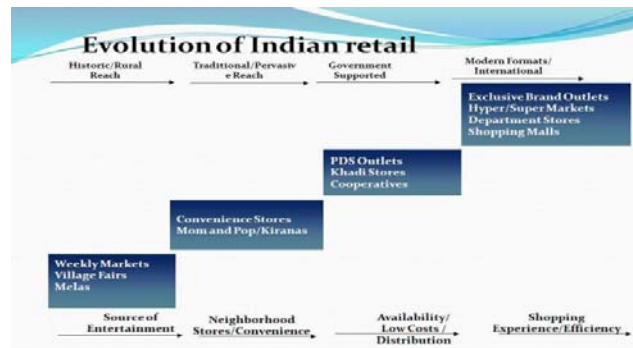 Evolution of Indian retail
Historic/Rural
Reach
Traditional/Pervasiv
e Reach
Government
Supported
Modern Formats/
International
Exclusive Brand Outlets
Hyper/Super Markets
Department Stores
Shopping Malls
PDS Outlets
Khadi Stores
Cooperatives
Convenience Stores
Mom and Pop/Kiranas
Weekly Markets
Village Fairs
Melas
Source of
Entertainment
Neighborhood
Stores/Convenience
Availability/
Low Costs /
Distribution
Shopping
Experience/Efficiency